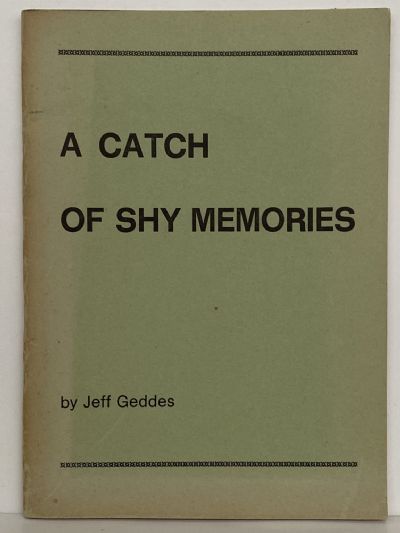 A CATCH
OF SHY MEMORIES
by Jeff Geddes